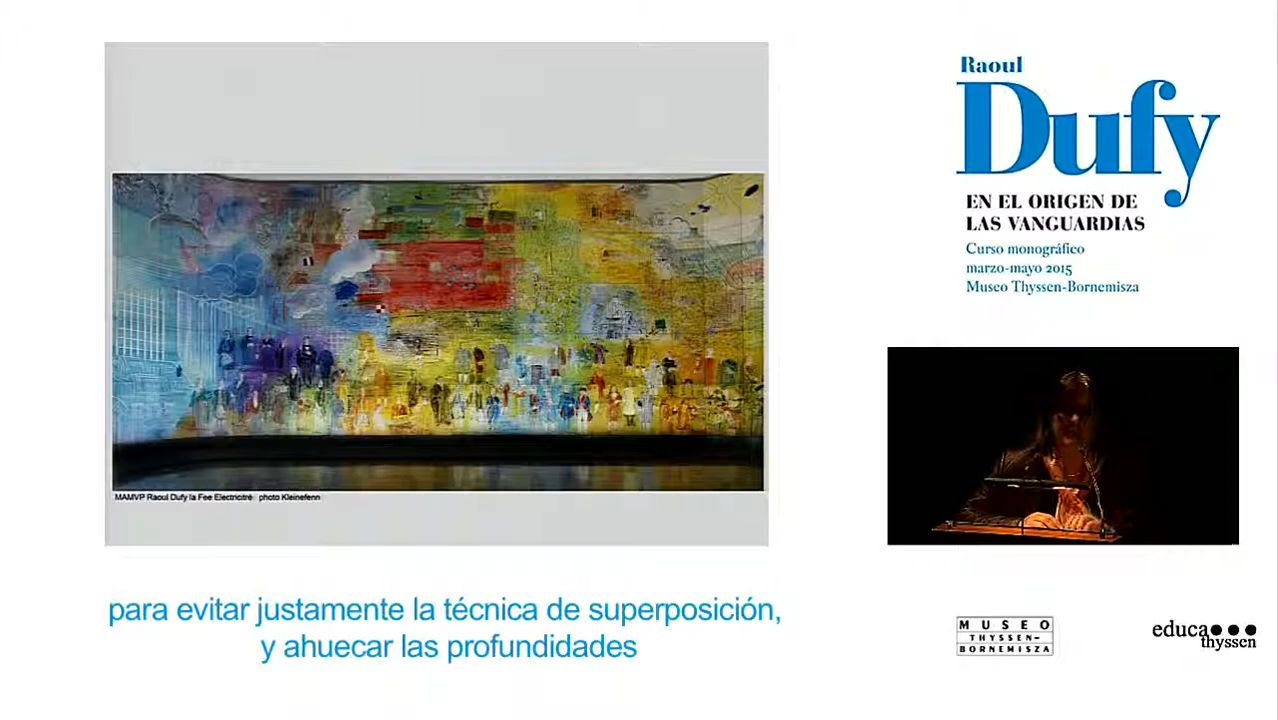 Raoul
Dufy
EN EL ORIGEN DE
LAS VANGUARDIAS
Curso monográfico
marzo-mayo 2015
Museo Thyssen-Bornemisza
MAMVP Raoul Dufy la Fee Electricitré photo Kleinefenn
para evitar justamente la técnica de superposición,
y ahuecar las profundidades
MUSEO
THYSSEN-
BORNEMISZA
educa
thyssen